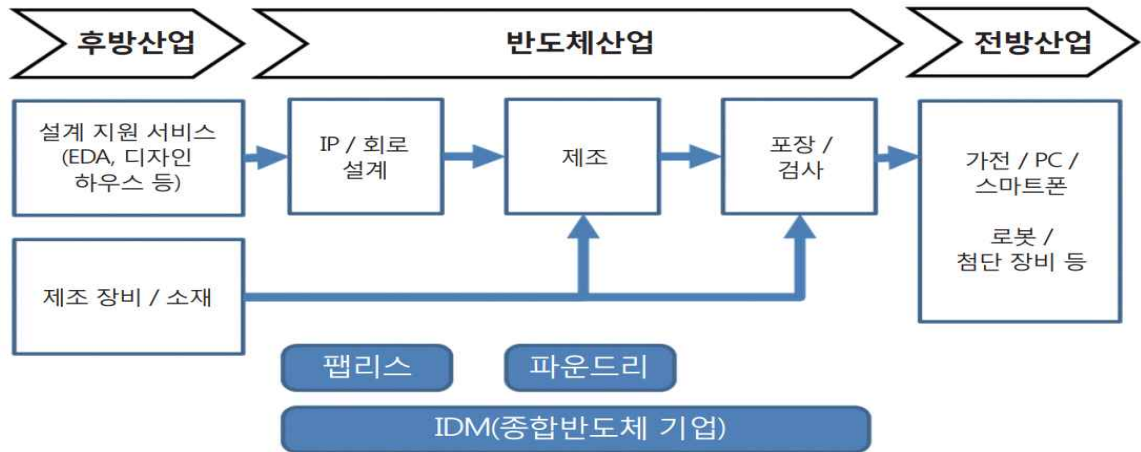 후방산업
반도체산업
전방산업
설계 지원 서비스
(EDA, 디자인
하우스 등)
IP / 회로
설계
제조
포장 /
검사
가전 / PC /
스마트폰
로봇 /
첨단 장비 등
제조 장비 / 소재
팹리스
파운드리
IDM(종합반도체 기업)